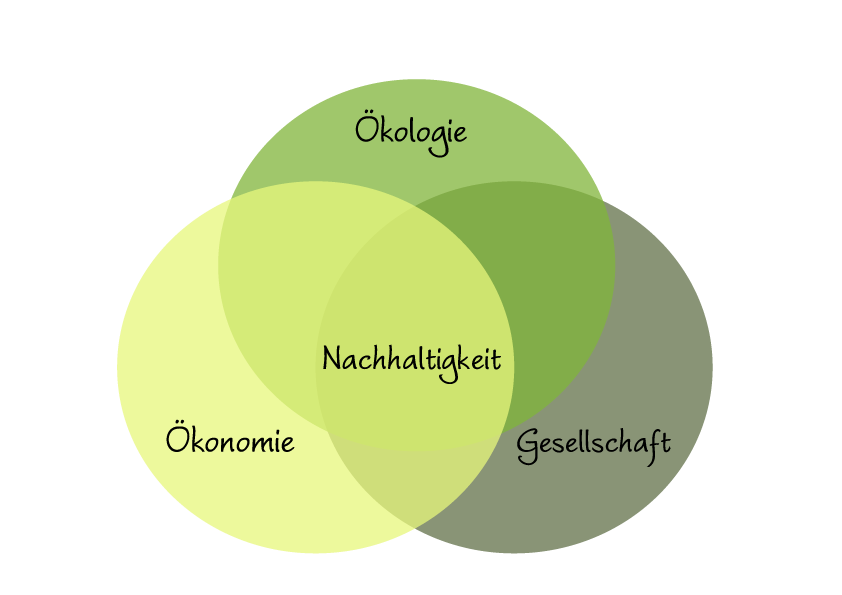 Ökologie
Nachhaltigkeit
Ökonomie
Gesellschaft